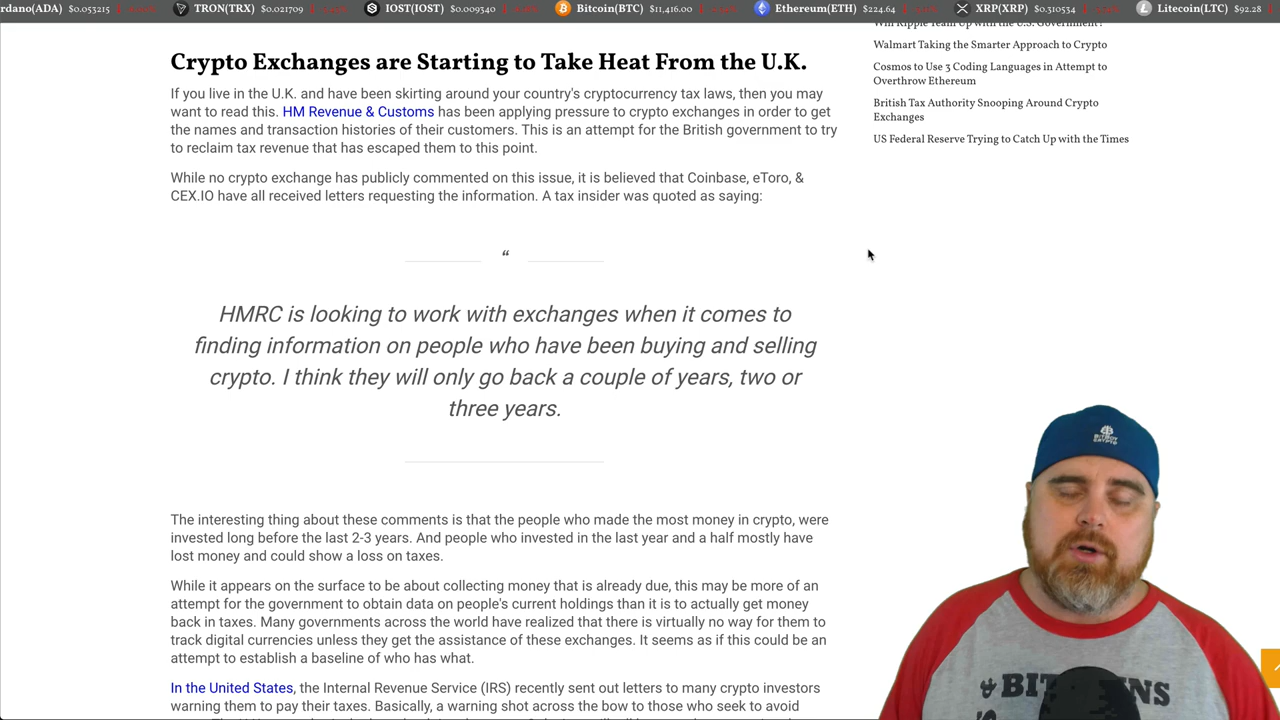 rdano(ADA) $0.053215 TRON(TRX) $0.021709 IOST(IOST) $0.009340 Bitcoin(BTC) $11,416.00 Ethereum(ETH) $224.64 XRP(XRP) $0.310534 Litecoin(LTC) $92.28
Will Ripple Team Up with the U.S. Government?
Walmart Taking the Smarter Approach to Crypto
Cosmos to Use 3 Coding Languages in Attempt to
Overthrow Ethereum
British Tax Authority Snooping Around Crypto
Exchanges
US Federal Reserve Trying to Catch Up with the Times
Crypto Exchanges are Starting to Take Heat From the U.K.
If you live in the U.K. and have been skirting around your country's cryptocurrency tax laws, then you may
want to read this. HM Revenue & Customs has been applying pressure to crypto exchanges in order to get
the names and transaction histories of their customers. This is an attempt for the British government to try
to reclaim tax revenue that has escaped them to this point.
While no crypto exchange has publicly commented on this issue, it is believed that Coinbase, eToro, &
CEX.IO have all received letters requesting the information. A tax insider was quoted as saying:
“
HMRC is looking to work with exchanges when it comes to
finding information on people who have been buying and selling
crypto. I think they will only go back a couple of years, two or
three years.
The interesting thing about these comments is that the people who made the most money in crypto, were
invested long before the last 2-3 years. And people who invested in the last year and a half mostly have
lost money and could show a loss on taxes.
While it appears on the surface to be about collecting money that is already due, this may be more of an
attempt for the government to obtain data on people's current holdings than it is to actually get money
back in taxes. Many governments across the world have realized that there is virtually no way for them to
track digital currencies unless they get the assistance of these exchanges. It seems as if this could be an
attempt to establish a baseline of who has what.
In the United States, the Internal Revenue Service (IRS) recently sent out letters to many crypto investors
warning them to pay their taxes. Basically, a warning shot across the bow to those who seek to avoid
BITBOY
CRYPTO